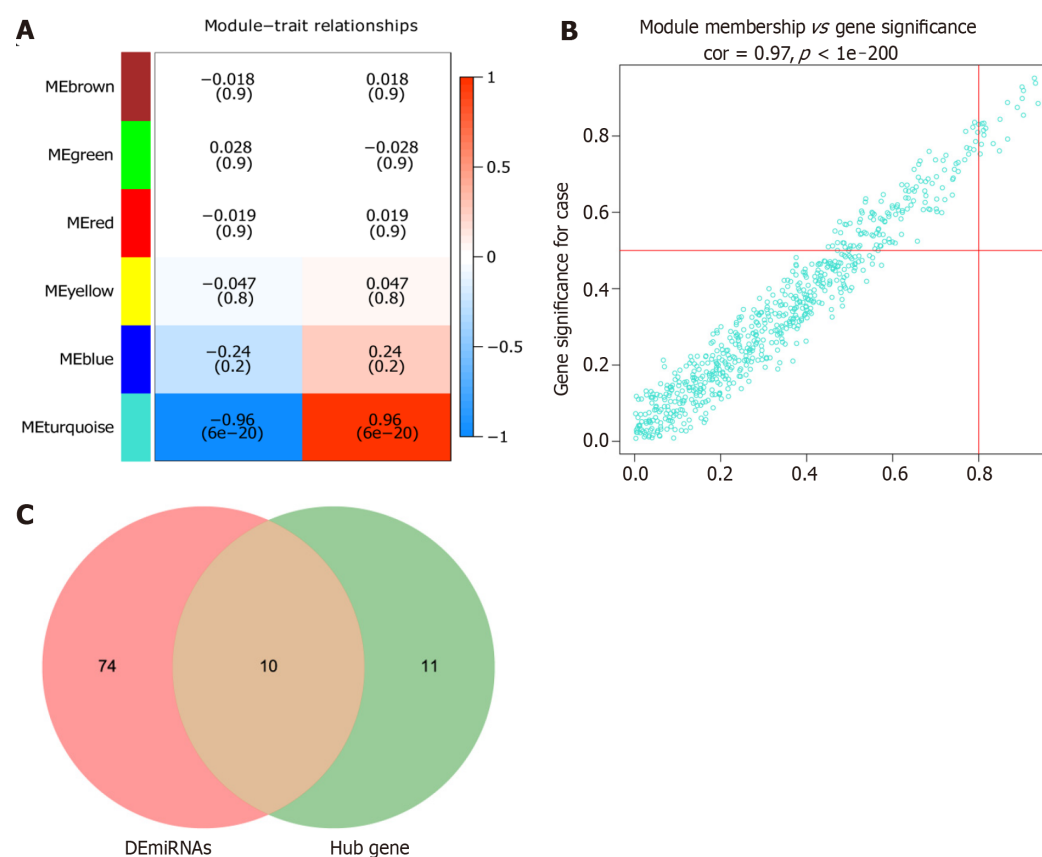 A
Module−trait relationships
MEbrown
−0.018
(0.9)
0.018
(0.9)
MEgreen
0.028
(0.9)
−0.028
(0.9)
MEred
−0.019
(0.9)
0.019
(0.9)
MEyellow
−0.047
(0.8)
0.047
(0.8)
MEblue
−0.24
(0.2)
0.24
(0.2)
MEturquoise
−0.96
(6e−20)
0.96
(6e−20)
1
0.5
0
−0.5
−1
B
Module membership vs gene significance
cor = 0.97, p < 1e−200
Gene significance for case
0.8
0.6
0.4
0.2
0.0
0.0 0.2 0.4 0.6 0.8
C
74 10 11
DEmiRNAs Hub gene